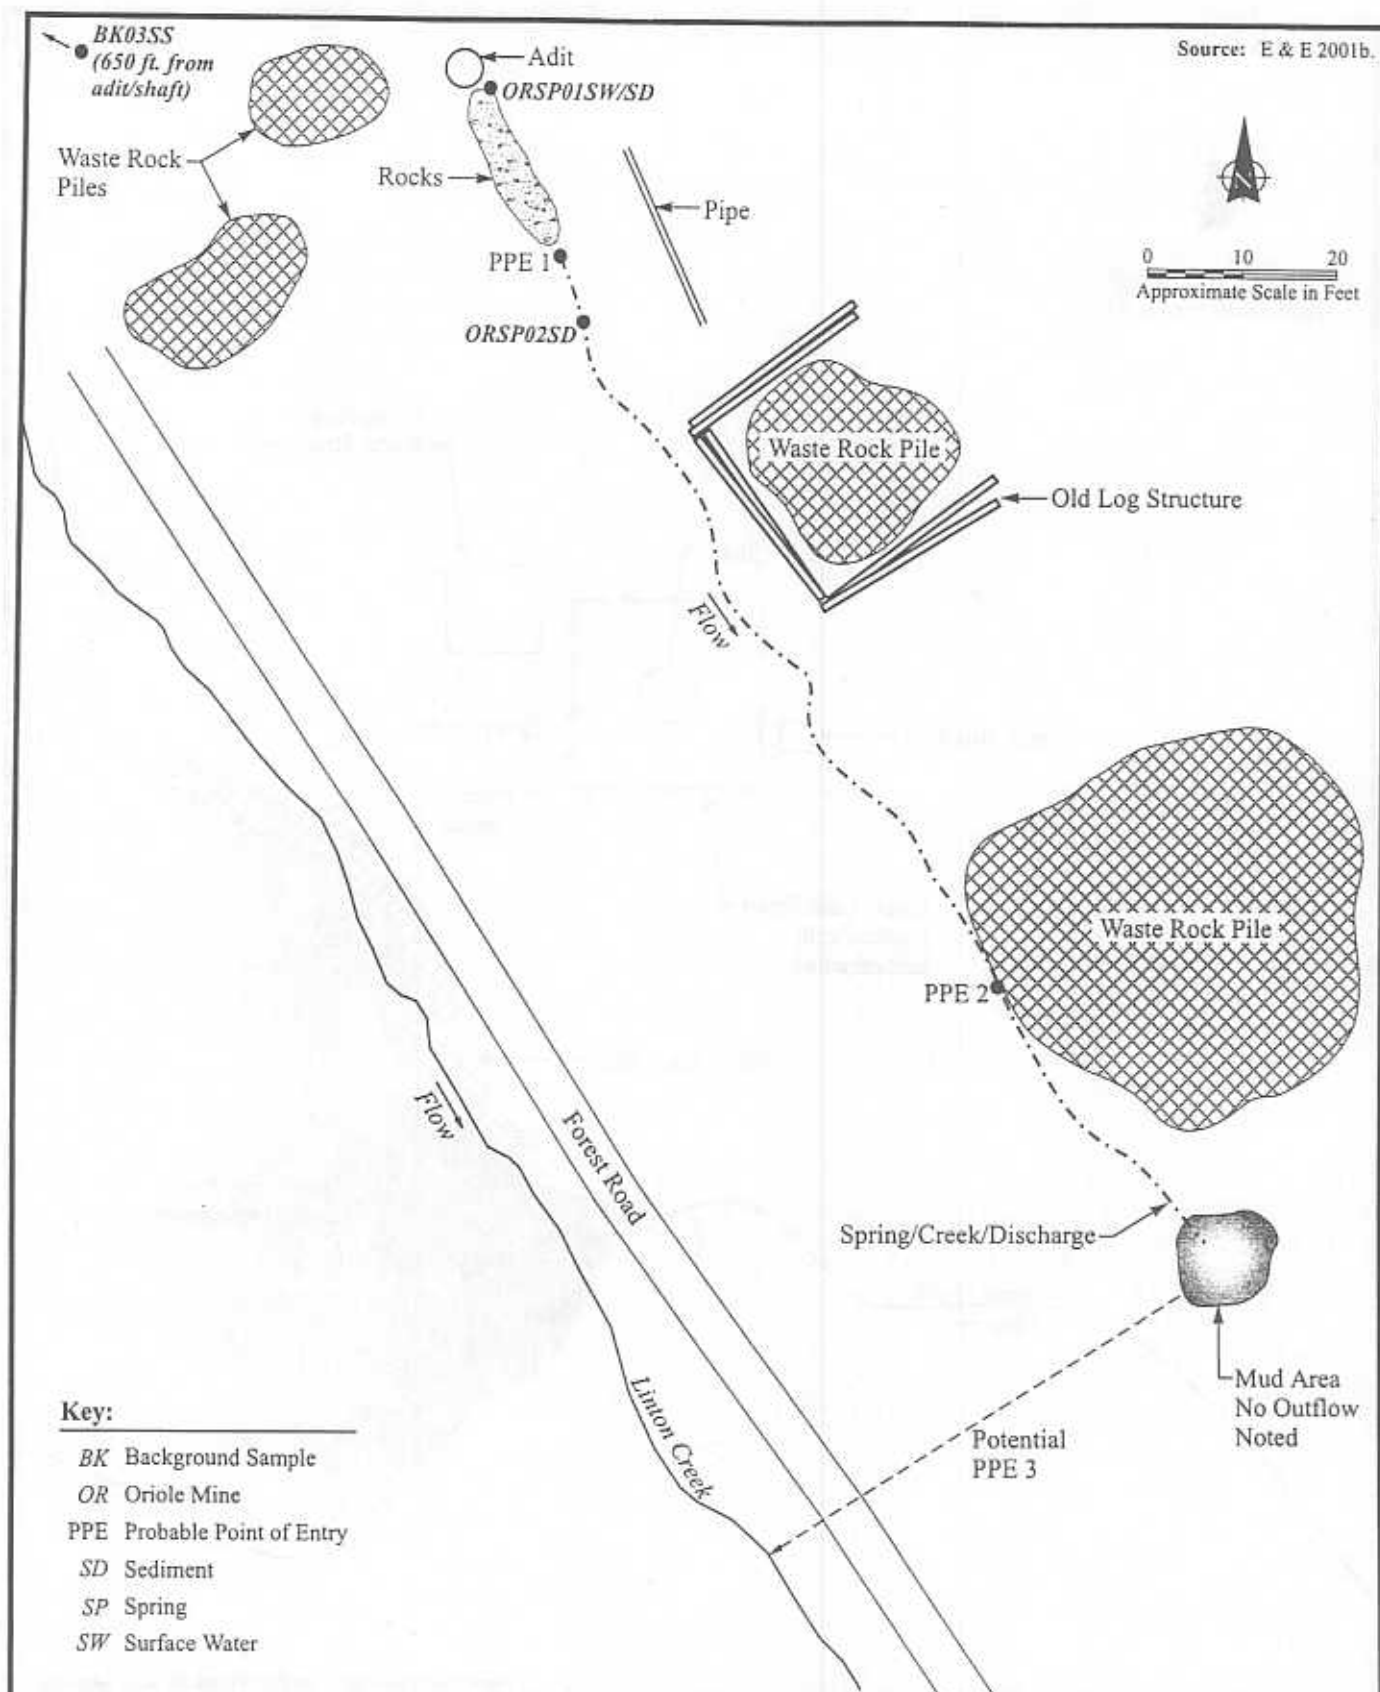 BK03SS
(650 ft. from
adit/shaft)
Adit
Source: E & E 2001b.
ORSP01SW/SD
Waste Rock
Piles
Rocks
Pipe
N
PPE 1
0 10 20
Approximate Scale in Feet
ORSP02SD
Waste Rock Pile
Old Log Structure
Flow
Waste Rock Pile
PPE 2
Flow
Forest Road
Spring/Creek/Discharge
Linton Creek
Mud Area
No Outflow
Noted
Potential
PPE 3
Key:
BK Background Sample
OR Oriole Mine
PPE Probable Point of Entry
SD Sediment
SP Spring
SW Surface Water